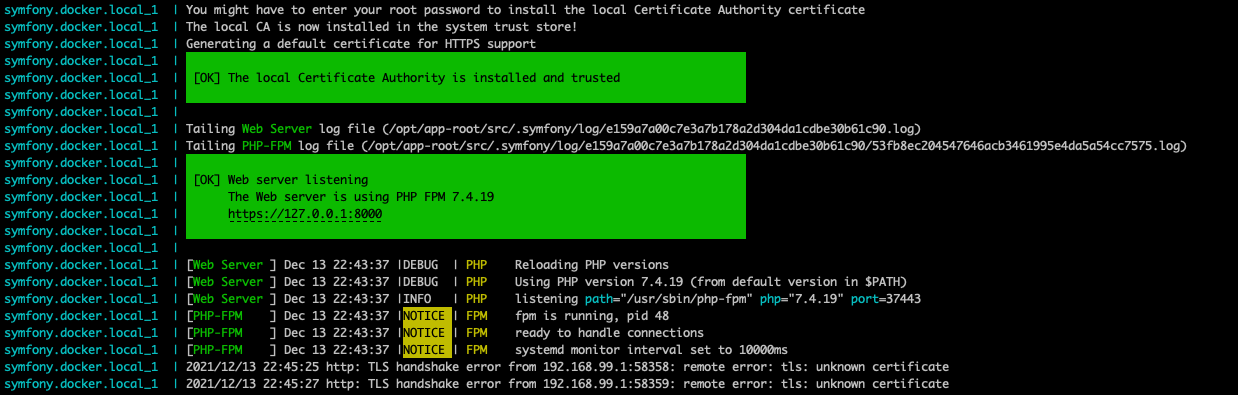 symfony.docker.local_1 | You might have to enter your root password to install the local Certificate Authority certificate
symfony.docker.local_1 | The local CA is now installed in the system trust store!
symfony.docker.local_1 | Generating a default certificate for HTTPS support
symfony.docker.local_1 |
symfony.docker.local_1 | [OK] The local Certificate Authority is installed and trusted
symfony.docker.local_1 |
symfony.docker.local_1 |
symfony.docker.local_1 | Tailing Web Server log file (/opt/app-root/src/.symfony/log/e159a7a00c7e3a7b178a2d304da1cdbe30b61c90.log)
symfony.docker.local_1 | Tailing PHP-FPM log file (/opt/app-root/src/.symfony/log/e159a7a00c7e3a7b178a2d304da1cdbe30b61c90/53fb8ec204547646acb3461995e4da5a54cc7575.log)
symfony.docker.local_1 |
symfony.docker.local_1 | [OK] Web server listening
symfony.docker.local_1 | The Web server is using PHP FPM 7.4.19
symfony.docker.local_1 | https://127.0.0.1:8000
symfony.docker.local_1 |
symfony.docker.local_1 |
symfony.docker.local_1 | [Web Server ] Dec 13 22:43:37 |DEBUG | PHP Reloading PHP versions
symfony.docker.local_1 | [Web Server ] Dec 13 22:43:37 |DEBUG | PHP Using PHP version 7.4.19 (from default version in $PATH)
symfony.docker.local_1 | [Web Server ] Dec 13 22:43:37 |INFO | PHP listening path="/usr/sbin/php-fpm" php="7.4.19" port=37443
symfony.docker.local_1 | [PHP-FPM ] Dec 13 22:43:37 |NOTICE | FPM fpm is running, pid 48
symfony.docker.local_1 | [PHP-FPM ] Dec 13 22:43:37 |NOTICE | FPM ready to handle connections
symfony.docker.local_1 | [PHP-FPM ] Dec 13 22:43:37 |NOTICE | FPM systemd monitor interval set to 10000ms
symfony.docker.local_1 | 2021/12/13 22:45:25 http: TLS handshake error from 192.168.99.1:58358: remote error: tls: unknown certificate
symfony.docker.local_1 | 2021/12/13 22:45:27 http: TLS handshake error from 192.168.99.1:58359: remote error: tls: unknown certificate